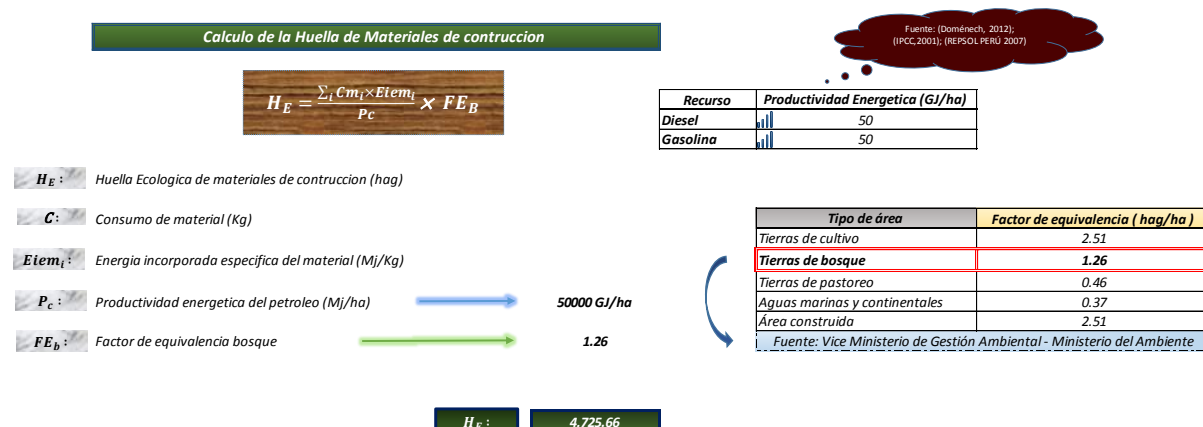 Calculo de la Huella de Materiales de contruccion
Fuente: (Doménech, 2012);
(IPCC,2001); (REPSOL PERÚ 2007)
H_E = ∑_i Cm_i×Eiem_i / Pc × FE_B
Recurso Productividad Energetica (GJ/ha)
Diesel 50
Gasolina 50
H_E : Huella Ecologica de materiales de contruccion (hag)
C: Consumo de material (Kg)
Eiem_i : Energia incorporada especifica del material (Mj/Kg)
P_c : Productividad energetica del petroleo (Mj/ha) 50000 GJ/ha
FE_b : Factor de equivalencia bosque 1.26
Tipo de área Factor de equivalencia ( hag/ha )
Tierras de cultivo 2.51
Tierras de bosque 1.26
Tierras de pastoreo 0.46
Aguas marinas y continentales 0.37
Área construida 2.51
Fuente: Vice Ministerio de Gestión Ambiental - Ministerio del Ambiente
H_E : 4,725.66